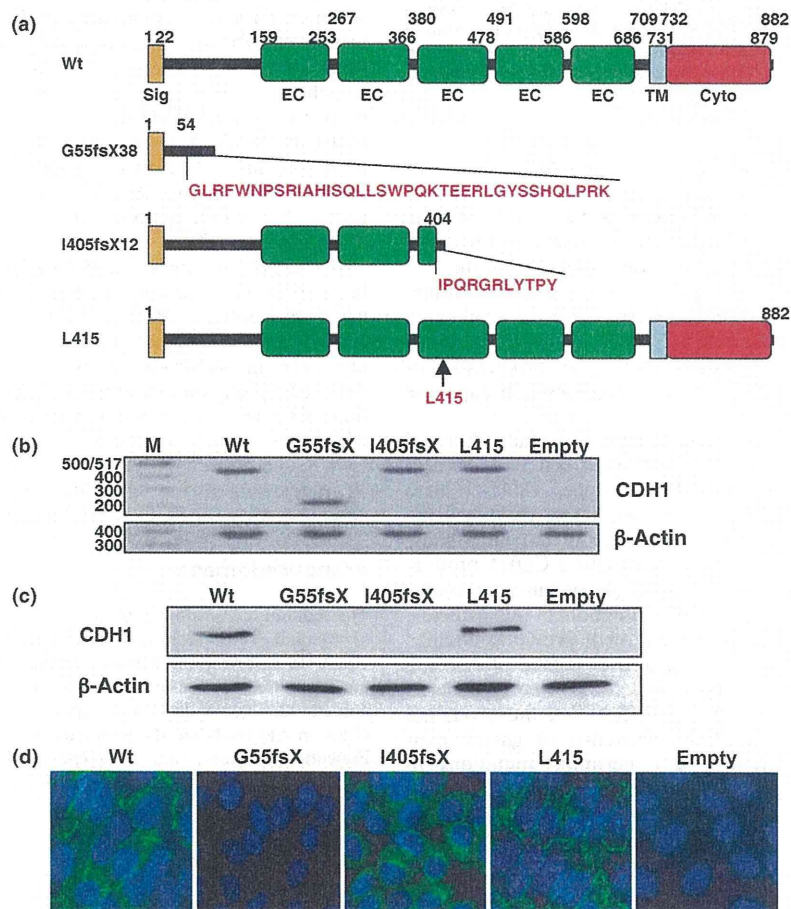 (a)
267 380 491 598 709 732 882
1 22 159 253 366 478 586 686 731 879
Wt
Sig EC EC EC EC EC TM Cyto
1 54
G55fsX38
GLRFWNPSRIAHISQLLSWPQKTEERLGYSSHQLPRK
1 404
I405fsX12
IPQRGRLYTPY
1 882
L415
L415
(b) M Wt G55fsX I405fsX L415 Empty
500/517
400
300
200
CDH1
400
300
β-Actin
(c) Wt G55fsX I405fsX L415 Empty
CDH1
β-Actin
(d) Wt G55fsX I405fsX L415 Empty